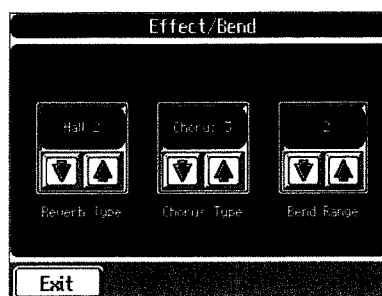 Effect/Bend
Hall 2
Chorus 3
2
Reverb Type
Chorus Type
Bend Range
Exit